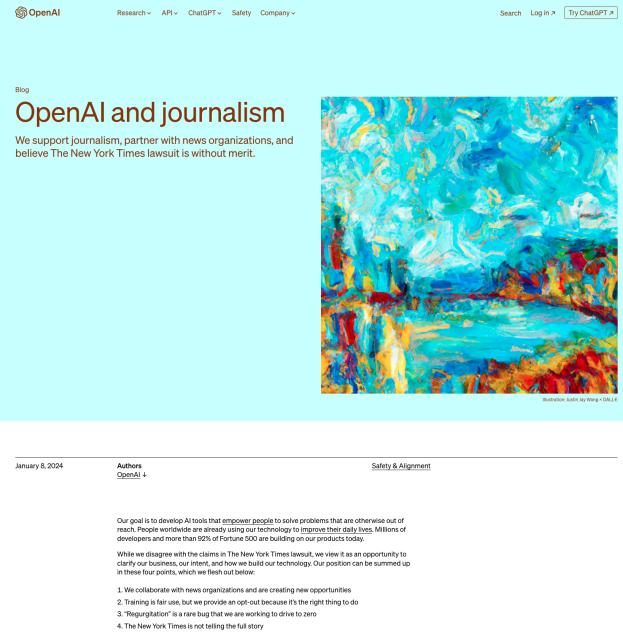 OpenAI Research API ChatGPT Safety Company Search Log in ↗ Try ChatGPT ↗
Blog
OpenAI and journalism
We support journalism, partner with news organizations, and
believe The New York Times lawsuit is without merit.
Illustration: Justin Jay Wang × DALL·E
January 8, 2024 Authors Safety & Alignment
OpenAI ↓
Our goal is to develop AI tools that empower people to solve problems that are otherwise out of
reach. People worldwide are already using our technology to improve their daily lives. Millions of
developers and more than 92% of Fortune 500 are building on our products today.
While we disagree with the claims in The New York Times lawsuit, we view it as an opportunity to
clarify our business, our intent, and how we build our technology. Our position can be summed up
in these four points, which we flesh out below:
1. We collaborate with news organizations and are creating new opportunities
2. Training is fair use, but we provide an opt-out because it's the right thing to do
3. "Regurgitation" is a rare bug that we are working to drive to zero
4. The New York Times is not telling the full story